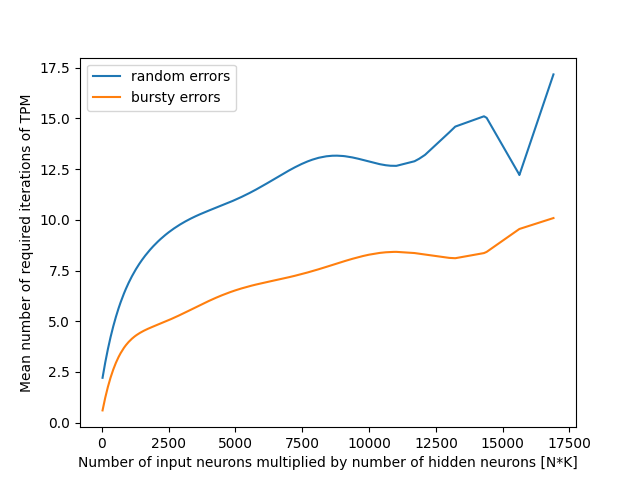 17.5
15.0
12.5
10.0
7.5
5.0
2.5
0.0
Mean number of required iterations of TPM
random errors
bursty errors
0 2500 5000 7500 10000 12500 15000 17500
Number of input neurons multiplied by number of hidden neurons [N*K]